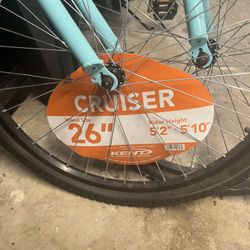 CRUISER
Wheel Size
26"
Rider Height
5'2" - 5'10"
KENT